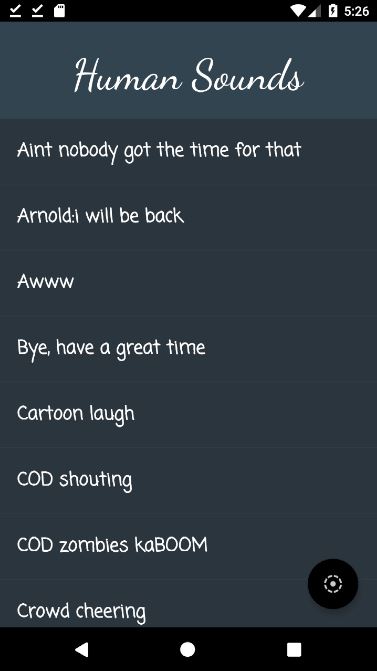 5:26
Human Sounds
Aint nobody got the time for that
Arnold:i will be back
Awww
Bye, have a great time
Cartoon laugh
COD shouting
COD zombies kaBOOM
Crowd cheering